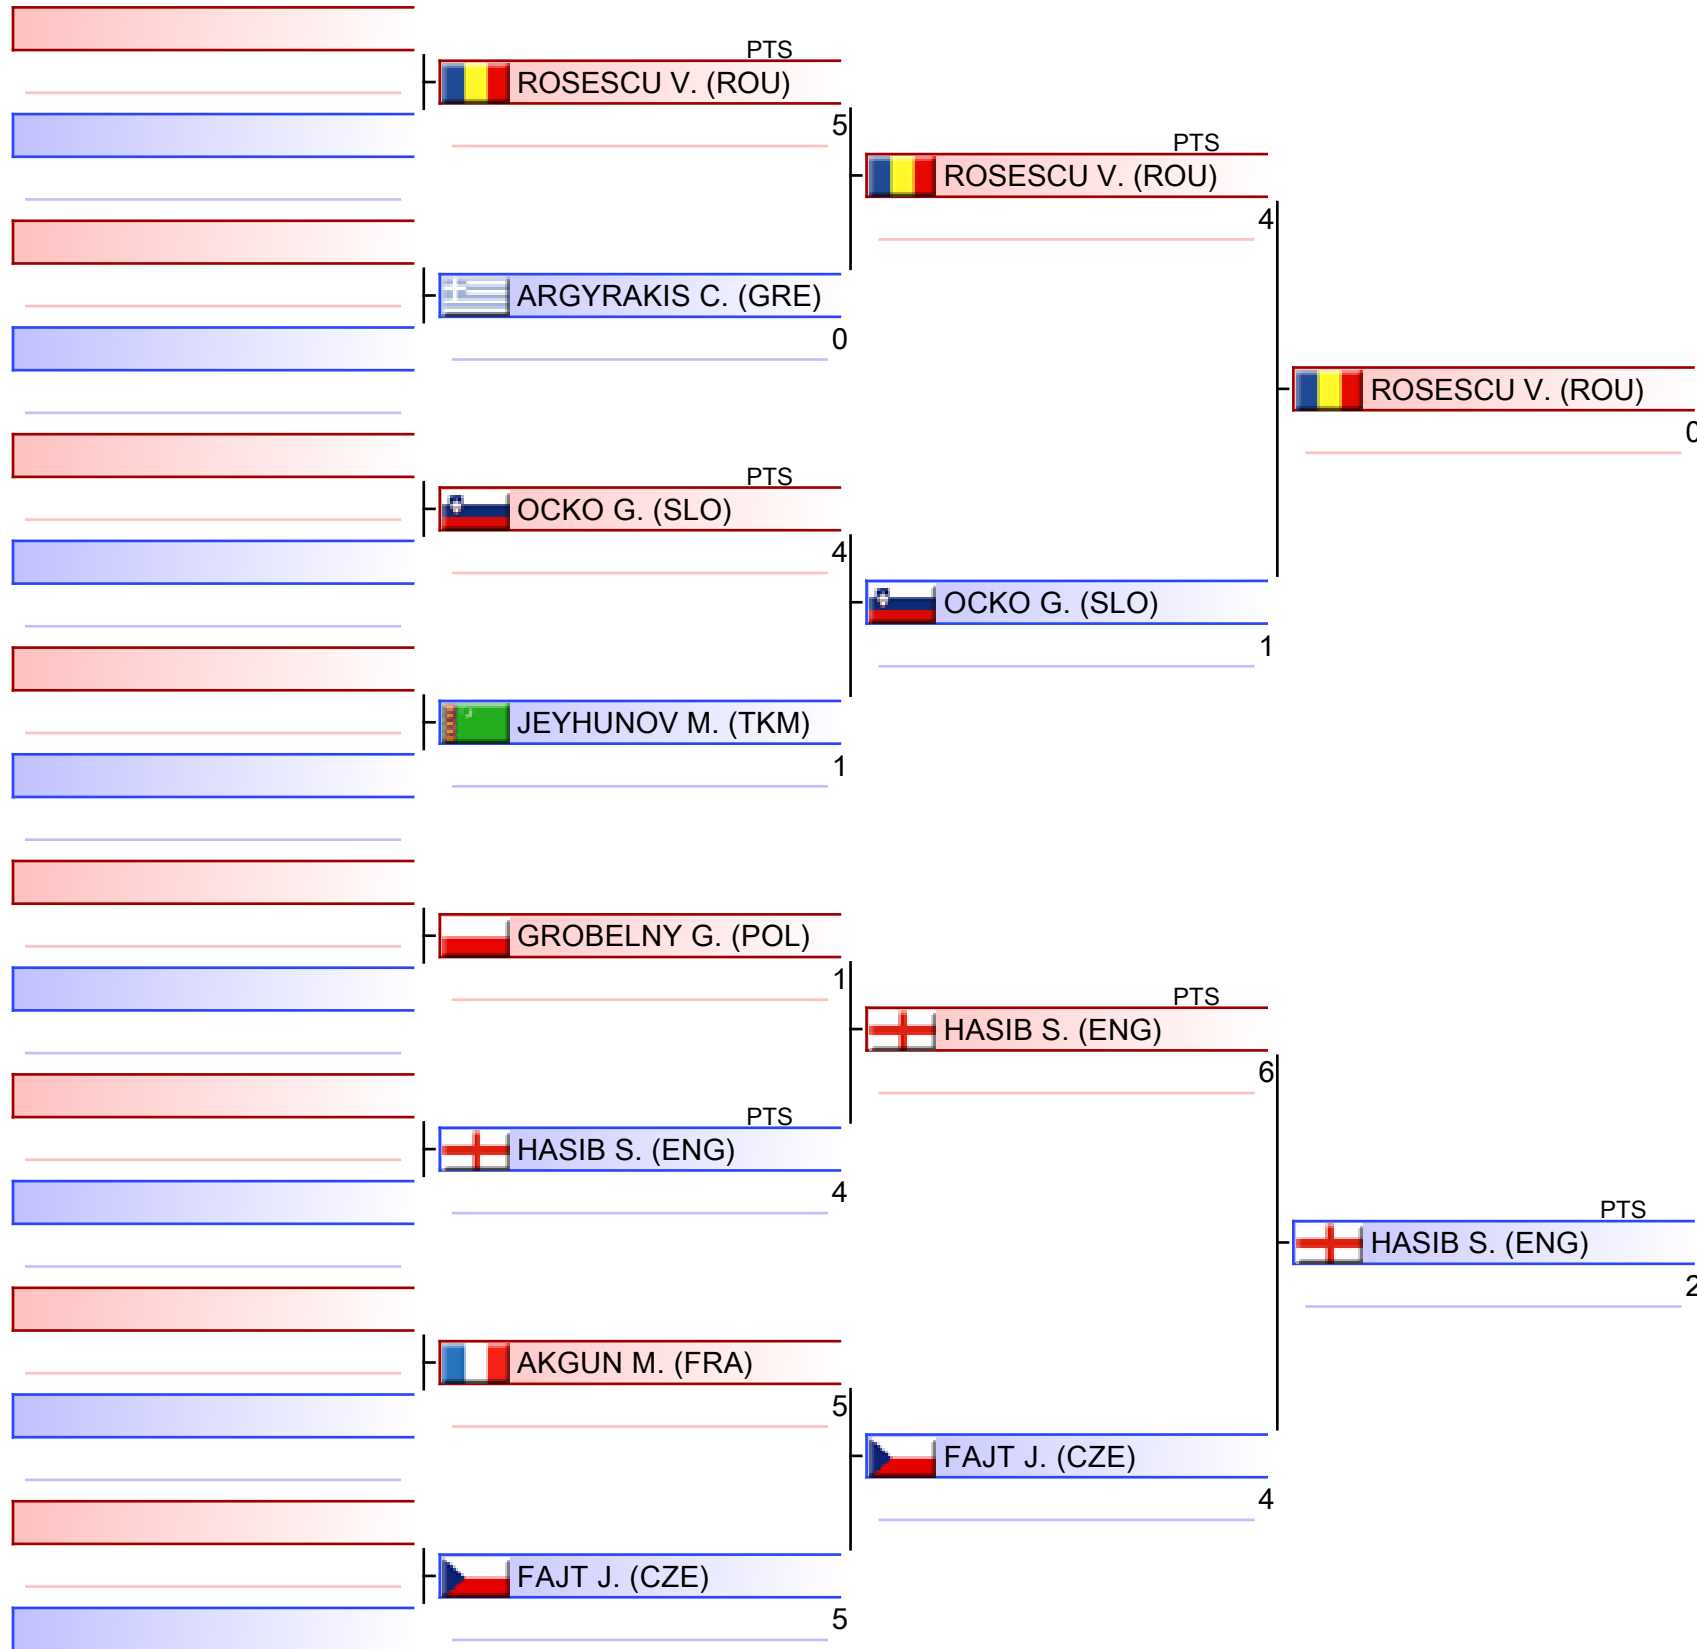 PTS
ROSESCU V. (ROU)
5
ARGYRAKIS C. (GRE)
0
PTS
OCKO G. (SLO)
4
JEYHUNOV M. (TKM)
1
GROBELNY G. (POL)
1
PTS
HASIB S. (ENG)
4
AKGUN M. (FRA)
5
FAJT J. (CZE)
5
PTS
ROSESCU V. (ROU)
4
OCKO G. (SLO)
1
PTS
HASIB S. (ENG)
6
FAJT J. (CZE)
4
ROSESCU V. (ROU)
0
PTS
HASIB S. (ENG)
2